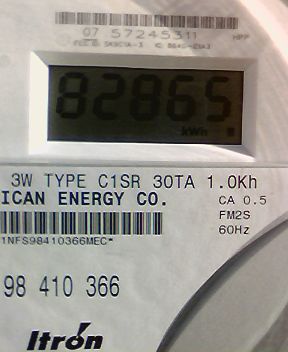 07 57245311
HPP
82865
kWh
3W TYPE C1SR 30TA 1.0Kh
ICAN ENERGY CO.
CA 0.5
FM2S
60Hz
1NFS98410366MEC*
98 410 366
Itron